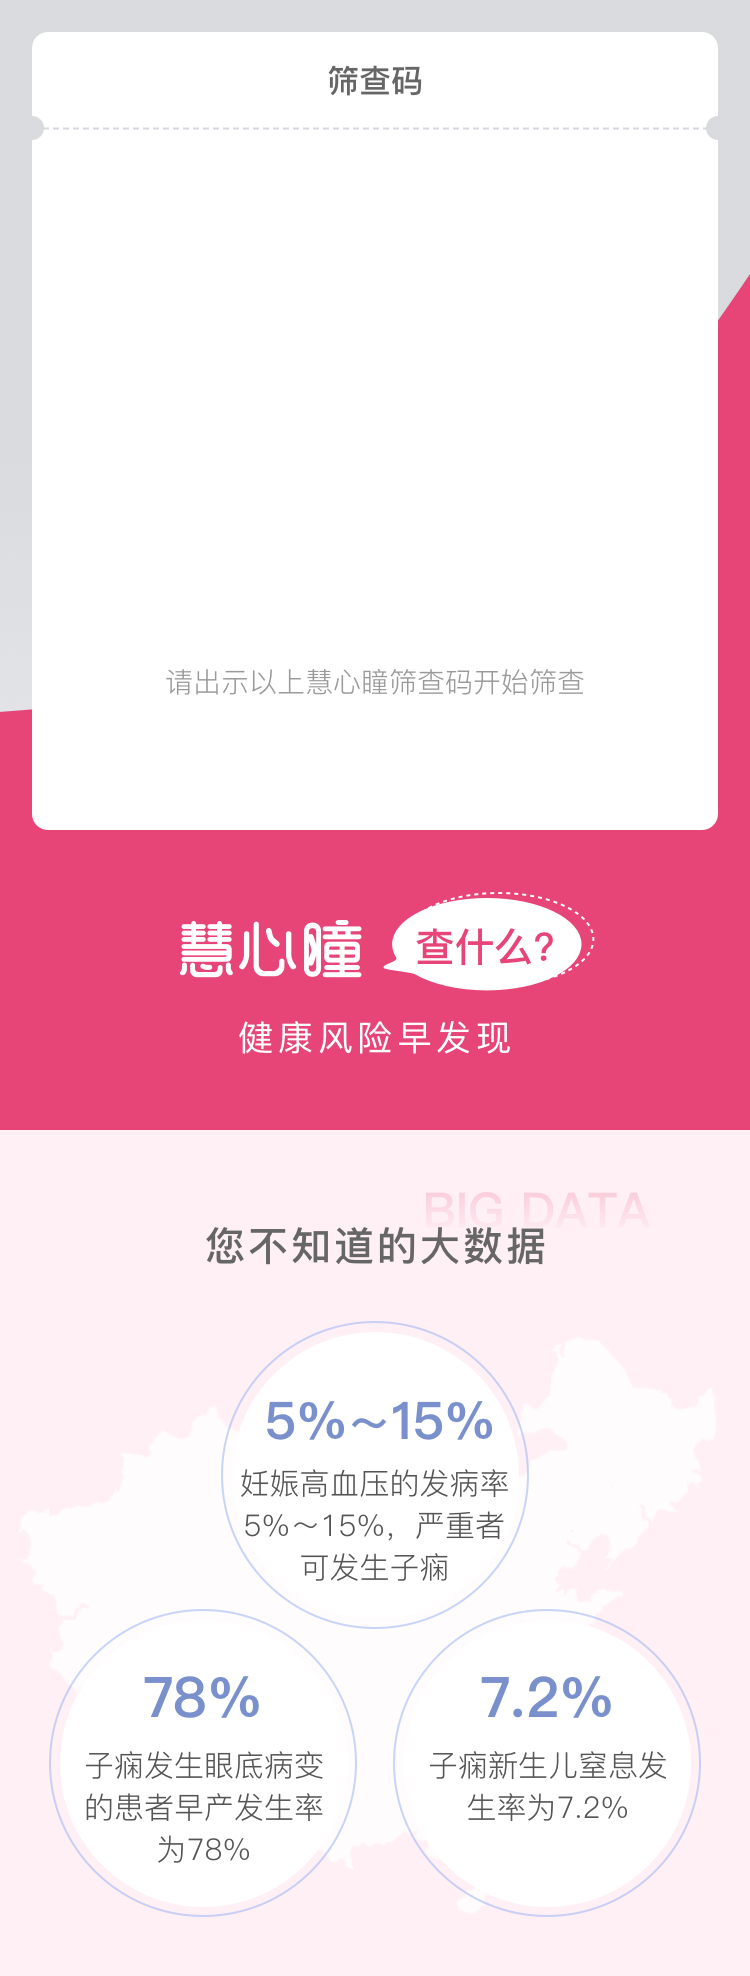 筛查码
请出示以上慧心瞳筛查码开始筛查
慧心瞳 查什么?
健康风险早发现
BIG DATA
您不知道的大数据
5%~15%
妊娠高血压的发病率
5%～15%，严重者
可发生子痫
78%
子痫发生眼底病变
的患者早产发生率
为78%
7.2%
子痫新生儿窒息发
生率为7.2%